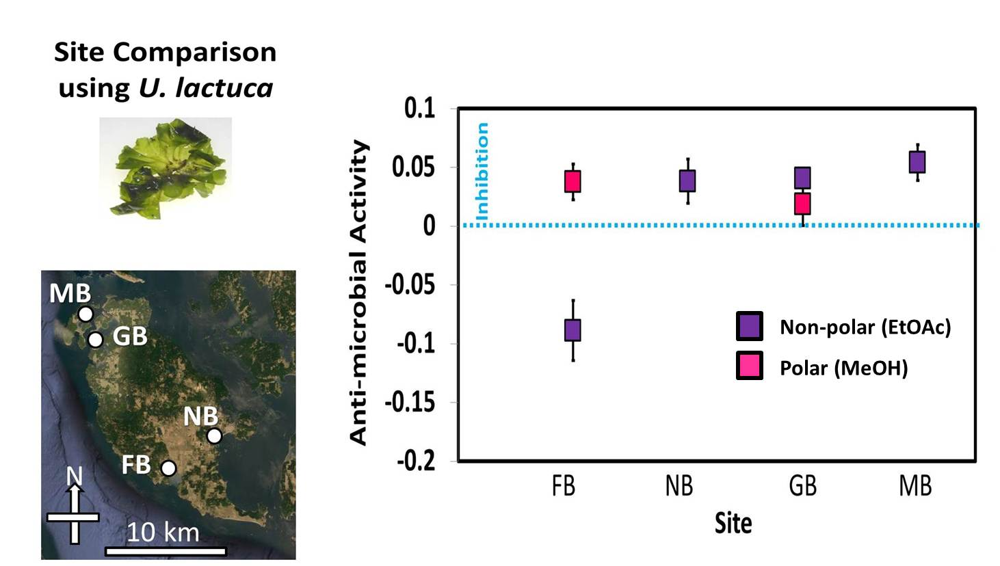 Site Comparison
using U. lactuca
MB
GB
NB
FB
N
10 km
Anti-microbial Activity
0.1
0.05
0
-0.05
-0.1
-0.15
-0.2
Inhibition
Non-polar (EtOAc)
Polar (MeOH)
FB NB GB MB
Site